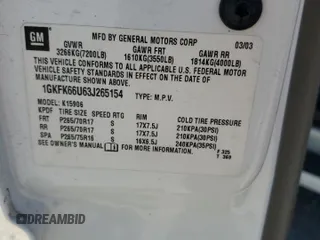 GM
MFD BY GENERAL MOTORS CORP 03/03
GVWR GAWR FRT GAWR RR
3266KG(7200LB) 1610KG(3550LB) 1814KG(4000LB)
THIS VEHICLE CONFORMS TO ALL APPLICABLE U.S. FEDERAL
MOTOR VEHICLE SAFETY STANDARDS IN EFFECT ON THE DATE
OF MANUFACTURE SHOWN ABOVE.
1GKFK66U63J265154 TYPE: M.P.V.
MODEL: K15906
KPDF TIRE SIZE SPEED RTG RIM COLD TIRE PRESSURE
FRT P265/70R17 S 17X7.5J 210KPA(30PSI)
RR P265/70R17 S 17X7.5J 210KPA(30PSI)
SPA P265/75R16 S 16X6.5J 240KPA(35PSI)
SEE OWNER'S MANUAL FOR ADDITIONAL INFORMATION.
DREAMBID